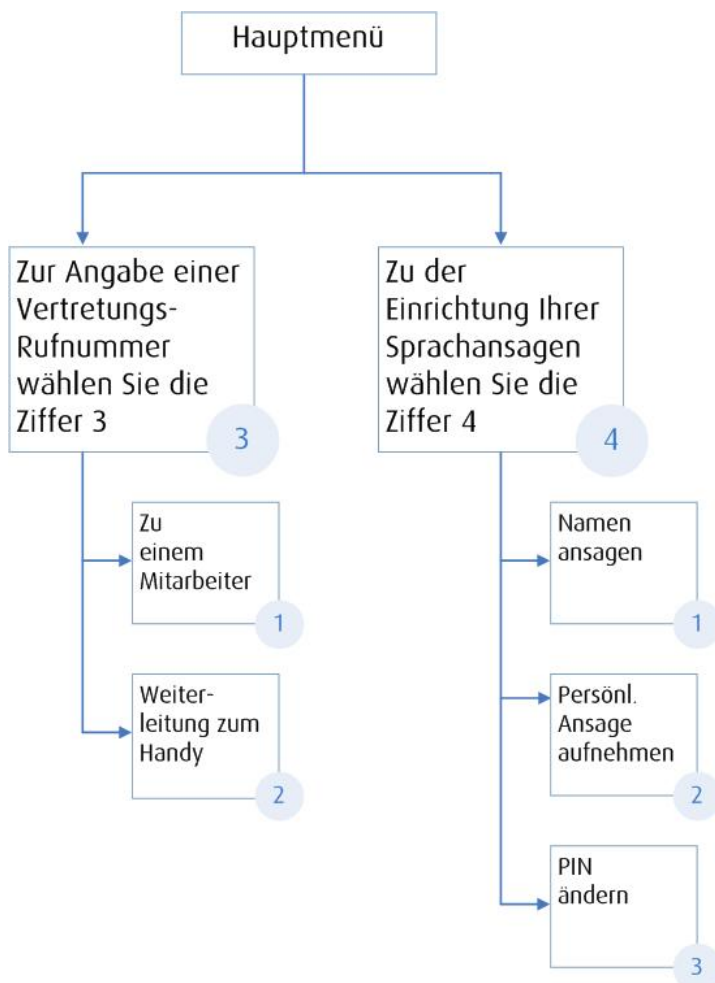 Hauptmenü
Zur Angabe einer
Vertretungs-
Rufnummer
wählen Sie die
Ziffer 3
3
Zu
einem
Mitarbeiter
1
Weiter-
leitung zum
Handy
2
Zu der
Einrichtung Ihrer
Sprachansagen
wählen Sie die
Ziffer 4
4
Namen
ansagen
1
Persönl.
Ansage
aufnehmen
2
PIN
ändern
3